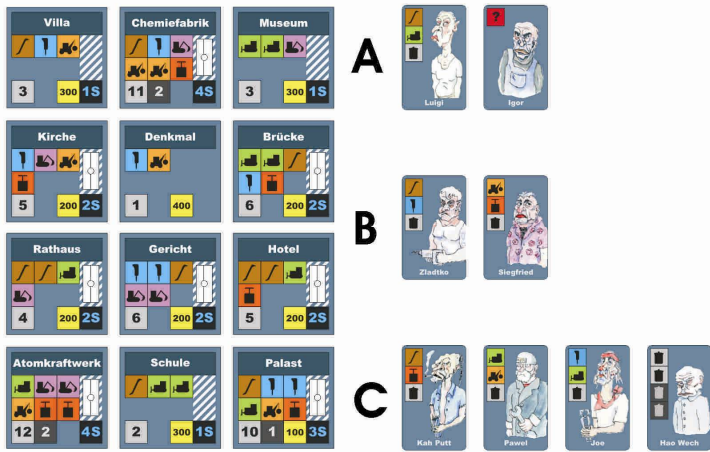 Villa
3 300 1S
Chemiefabrik
11 2 4S
Museum
3 300 1S
A
Luigi
?
Igor
Kirche
5 200 2S
Denkmal
1 400
Brücke
6 200 2S
B
Zladtko
Siegfried
Rathaus
4 200 2S
Gericht
6 200 2S
Hotel
5 200 2S
Atomkraftwerk
12 2 4S
Schule
2 300 1S
Palast
10 1 100 3S
C
Kah Putt
Pawel
Joe
Hao Wech